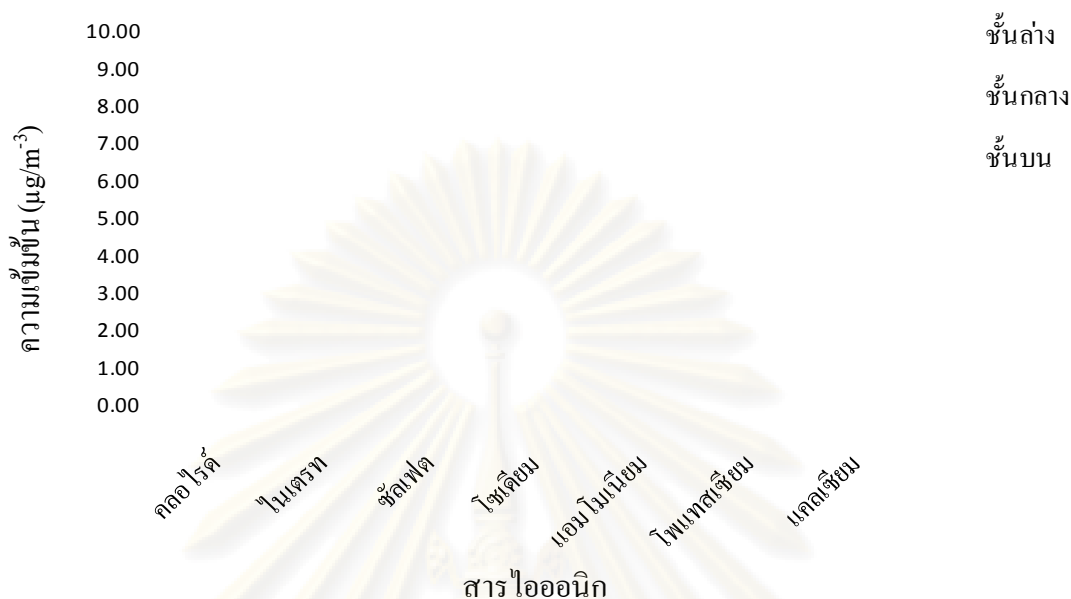 10.00
9.00
8.00
7.00
6.00
5.00
4.00
3.00
2.00
1.00
0.00
ความเข้มข้น (µg/m-3)
คลอไรด์
ไนเตรท
ซัลเฟต
โซเดียม
แอมโมเนียม
โพแทสเซียม
แคลเซียม
สารไอออนิก
ชั้นล่าง
ชั้นกลาง
ชั้นบน